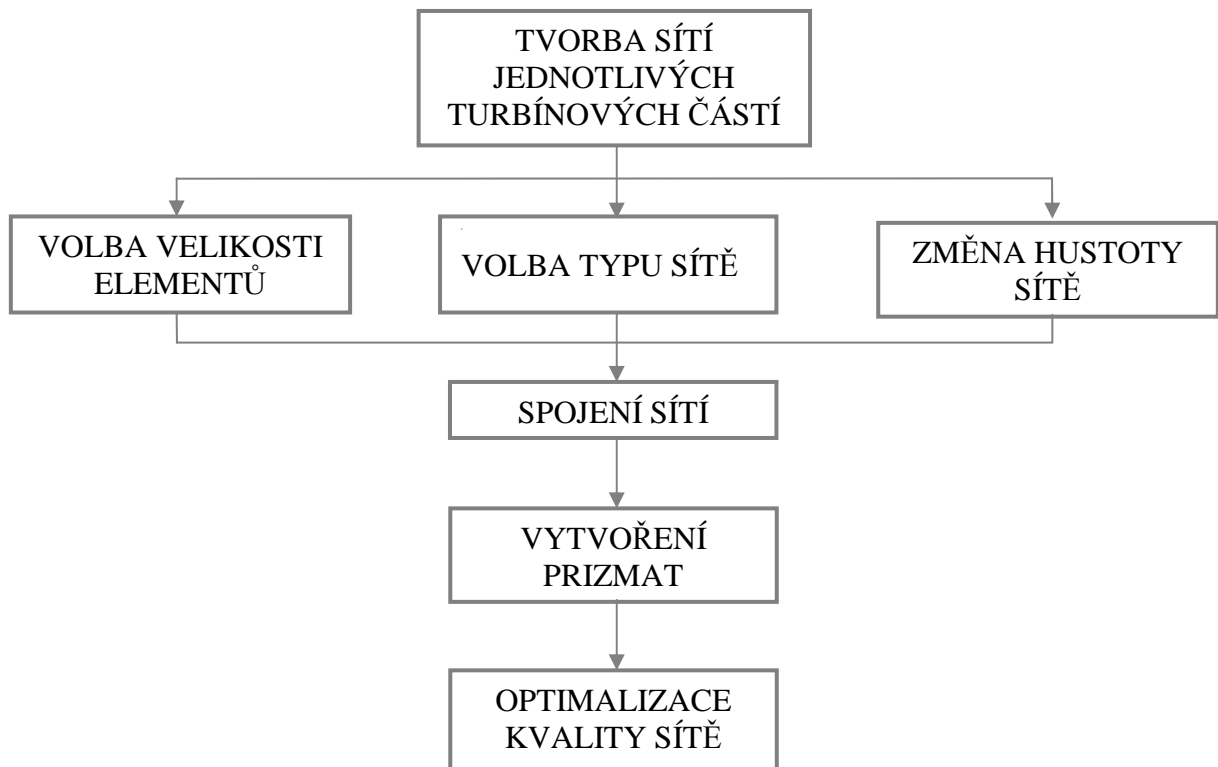 TVORBA SÍTÍ
JEDNOTLIVÝCH
TURBÍNOVÝCH ČÁSTÍ
VOLBA VELIKOSTI
ELEMENTŮ
VOLBA TYPU SÍTĚ
ZMĚNA HUSTOTY
SÍTĚ
SPOJENÍ SÍTÍ
VYTVOŘENÍ
PRIZMAT
OPTIMALIZACE
KVALITY SÍTĚ